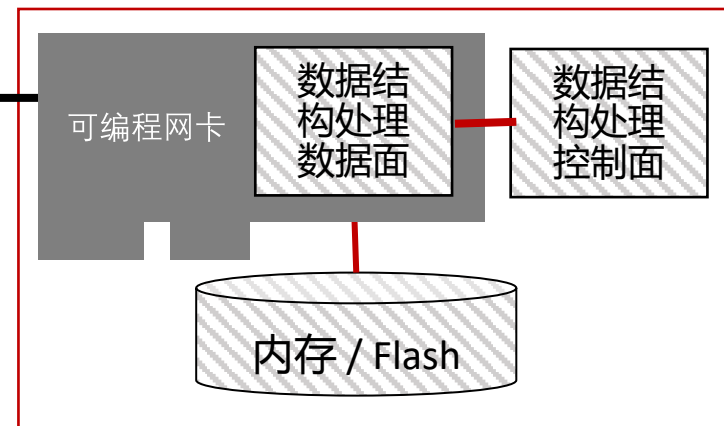 可编程网卡
数据结
构处理
数据面
数据结
构处理
控制面
内存 / Flash